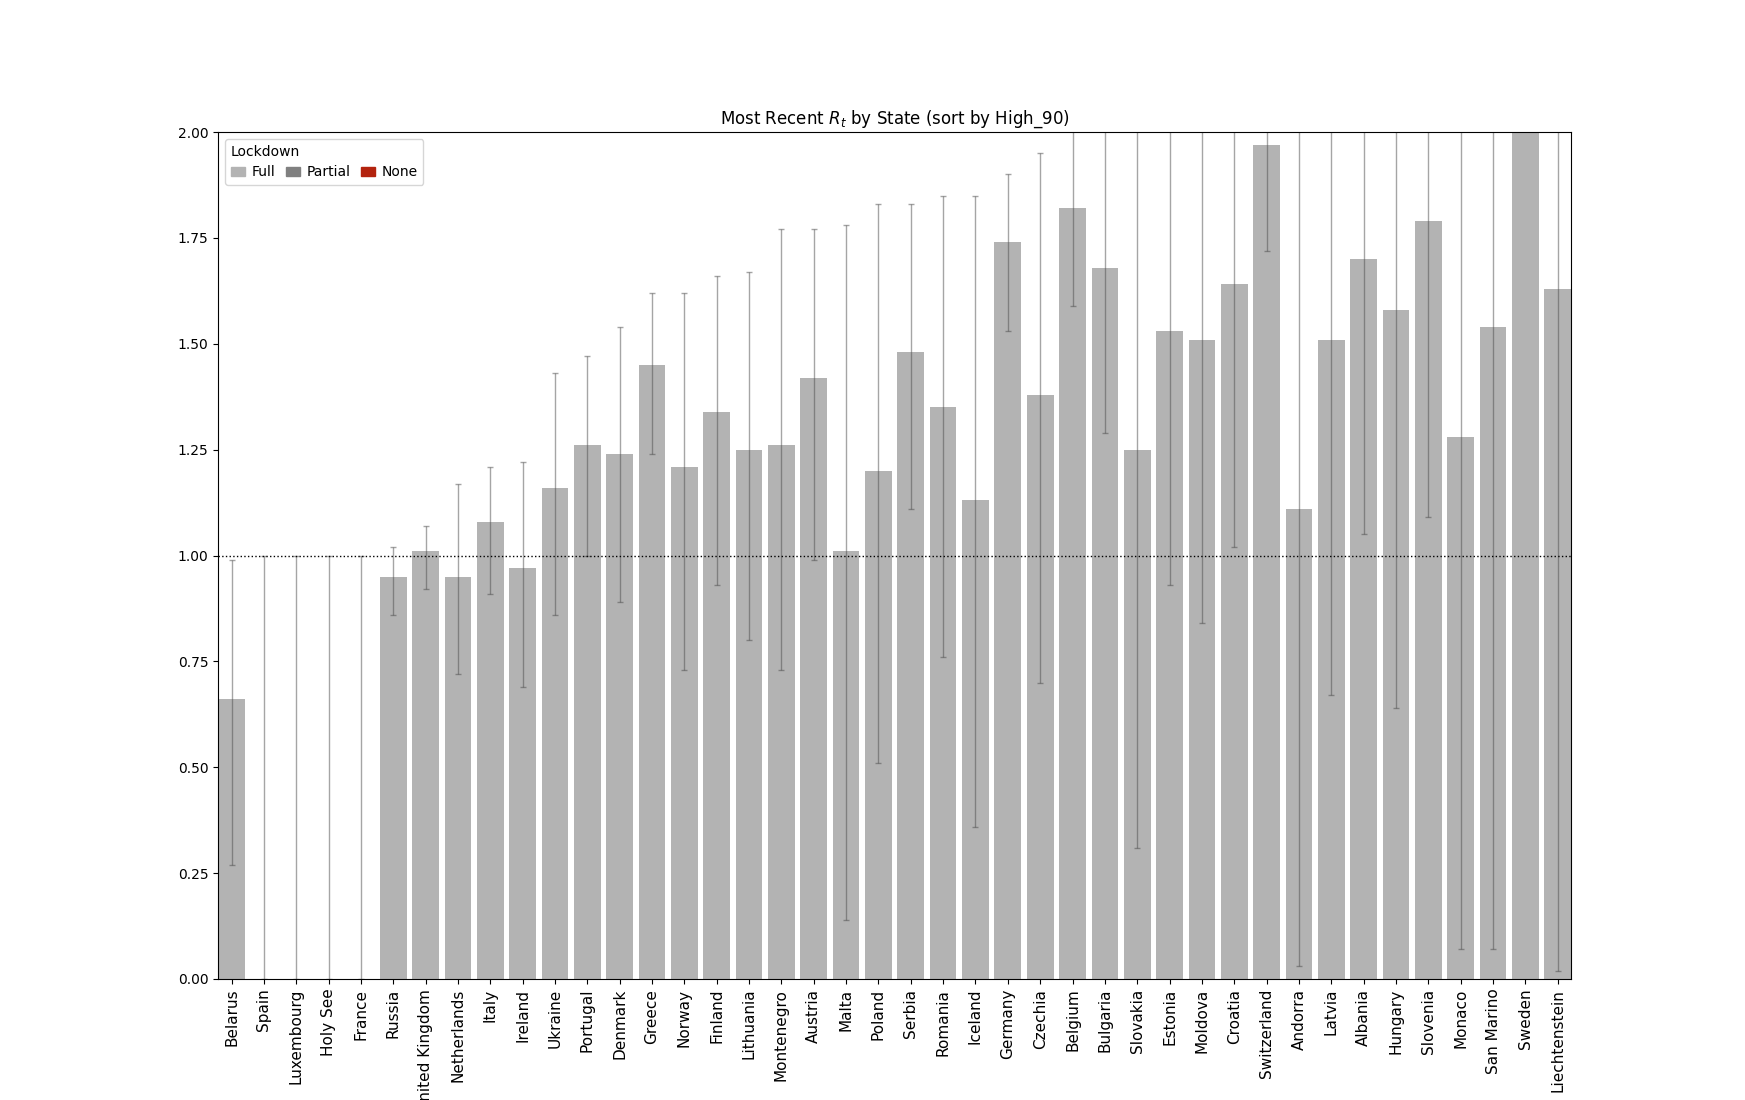 Most Recent R_t by State (sort by High_90)
Lockdown
Full Partial None
2.00
1.75
1.50
1.25
1.00
0.75
0.50
0.25
0.00
Belarus
Spain
Luxembourg
Holy See
France
Russia
nited Kingdom
Netherlands
Italy
Ireland
Ukraine
Portugal
Denmark
Greece
Norway
Finland
Lithuania
Montenegro
Austria
Malta
Poland
Serbia
Romania
Iceland
Germany
Czechia
Belgium
Bulgaria
Slovakia
Estonia
Moldova
Croatia
Switzerland
Andorra
Latvia
Albania
Hungary
Slovenia
Monaco
San Marino
Sweden
Liechtenstein